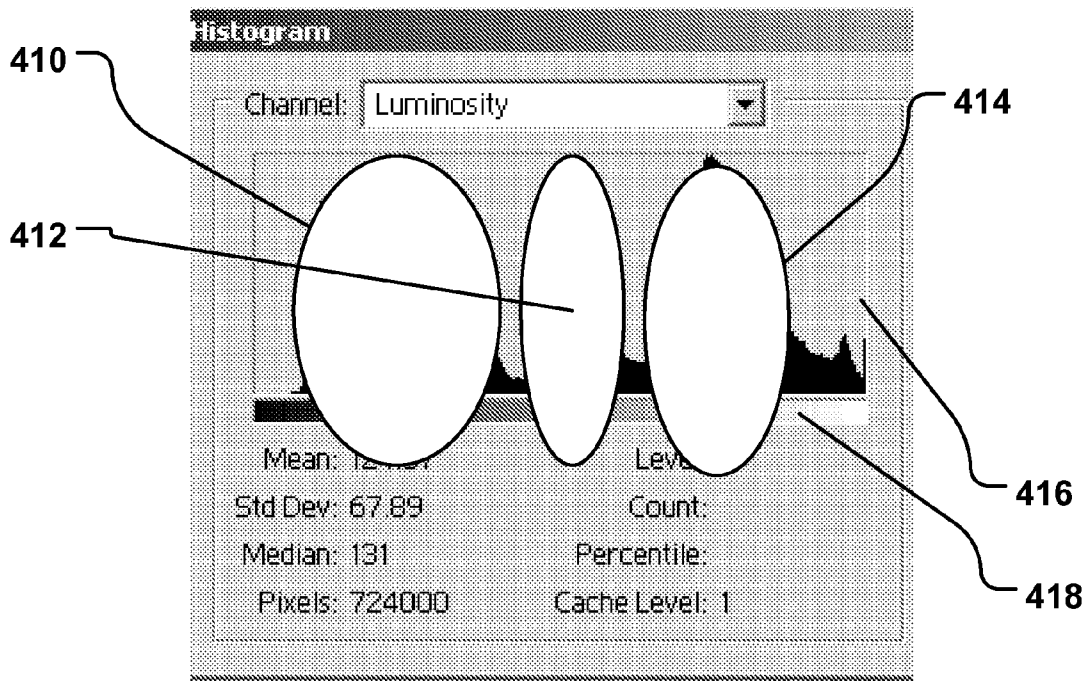 Histogram
410
Channel: Luminosity
414
412
Mean:
Level
Std Dev: 67.89 Count:
416
Median: 131 Percentile:
418
Pixels: 724000 Cache Level: 1